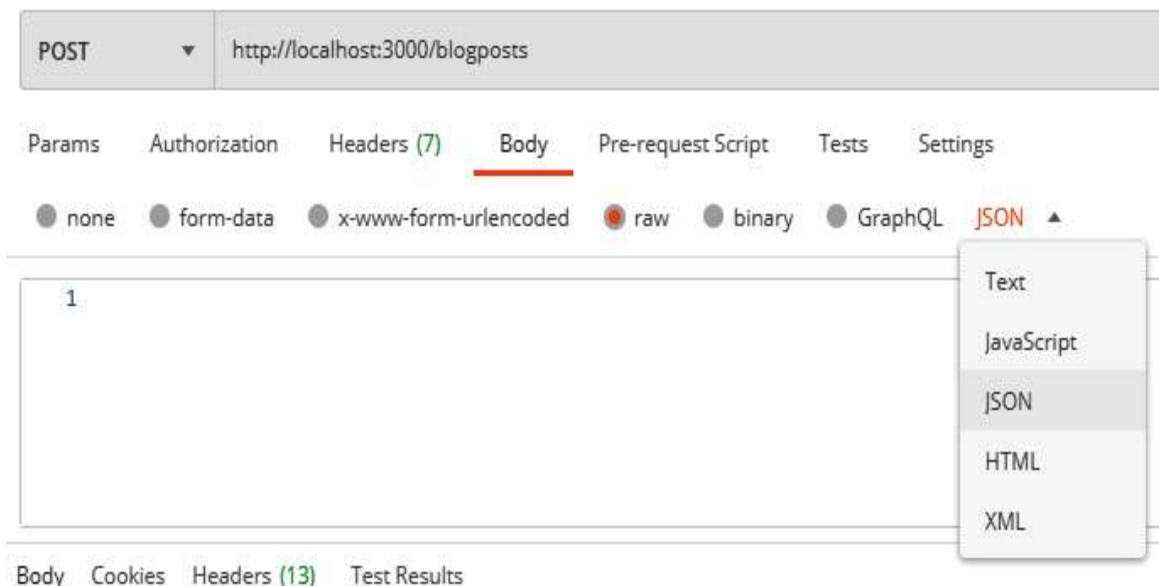 POST http://localhost:3000/blogposts
Params Authorization Headers (7) Body Pre-request Script Tests Settings
none form-data x-www-form-urlencoded raw binary GraphQL JSON
1
Text
JavaScript
JSON
HTML
XML
Body Cookies Headers (13) Test Results